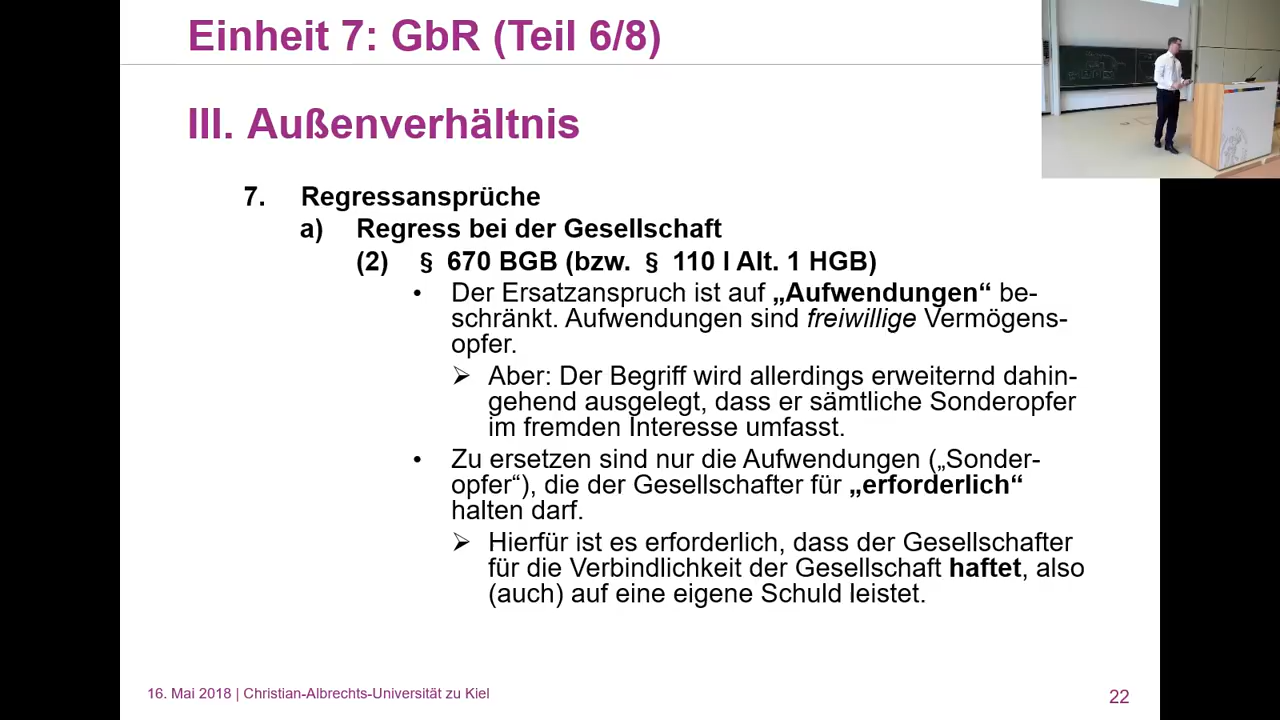 Einheit 7: GbR (Teil 6/8)
III. Außenverhältnis
7. Regressansprüche
a) Regress bei der Gesellschaft
(2) § 670 BGB (bzw. § 110 I Alt. 1 HGB)
• Der Ersatzanspruch ist auf „Aufwendungen“ be-
schränkt. Aufwendungen sind freiwillige Vermögens-
opfer.
➢ Aber: Der Begriff wird allerdings erweiternd dahin-
gehend ausgelegt, dass er sämtliche Sonderopfer
im fremden Interesse umfasst.
• Zu ersetzen sind nur die Aufwendungen („Sonder-
opfer“), die der Gesellschafter für „erforderlich“
halten darf.
➢ Hierfür ist es erforderlich, dass der Gesellschafter
für die Verbindlichkeit der Gesellschaft haftet, also
(auch) auf eine eigene Schuld leistet.
16. Mai 2018 | Christian-Albrechts-Universität zu Kiel
22